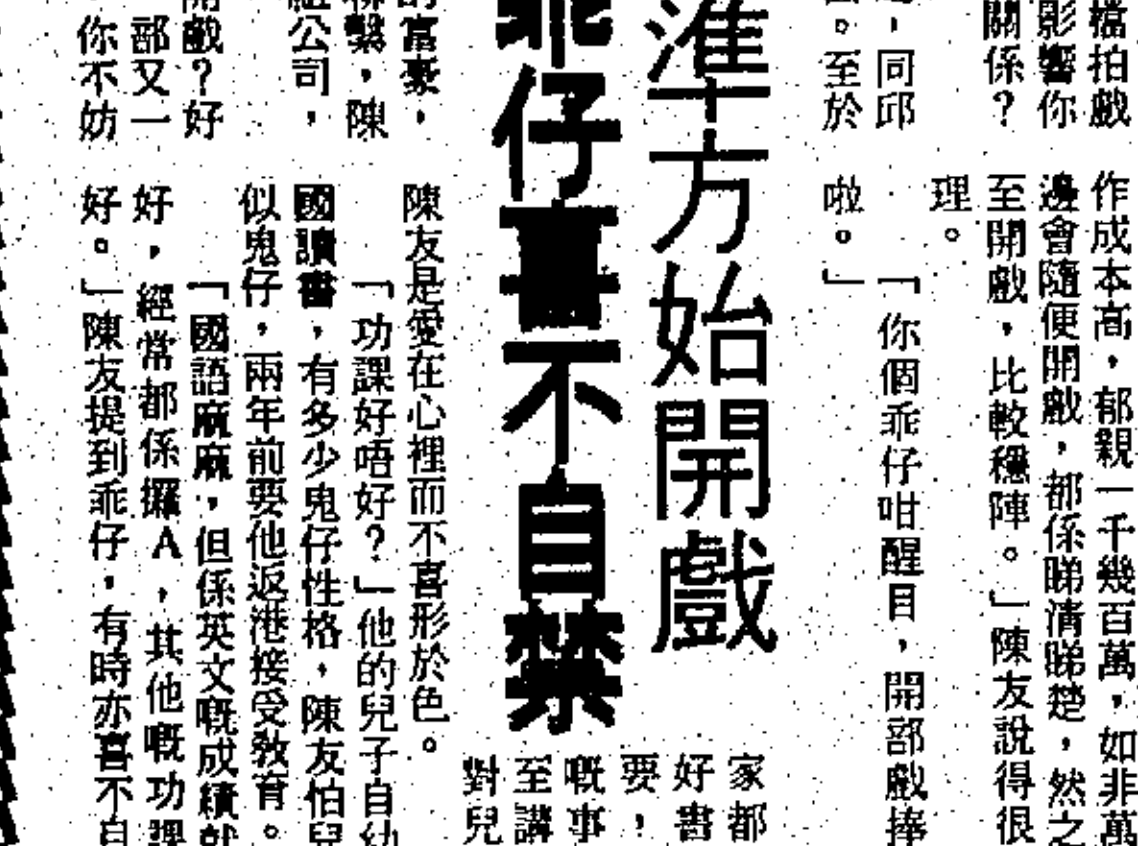 檔拍戲
影響你
關係？
，同邱
。至於
作成本高，郁親一千幾百萬，如非萬
邊會隨便開戲，都係睇清睇楚，然之
至開戲，比較穩陣。」陳友說得很
理。
「你個乖仔咁醒目，開部戲捧
啦。」
準方始開戲
乖仔喜不自禁
家都
好書
要，
嘅事
至講
對兒
的富豪，
聯繫，陳
組公司，
開戲？好
部又一
你不妨
陳友是愛在心裡而不喜形於色。
「功課好唔好？」他的兒子自幼
國讀書，有多少鬼仔性格，陳友怕兒
似鬼仔，兩年前要他返港接受教育。
「國語麻麻，但係英文嘅成績就
好，經常都係攞A，其他嘅功課
好。」陳友提到乖仔，有時亦喜不自